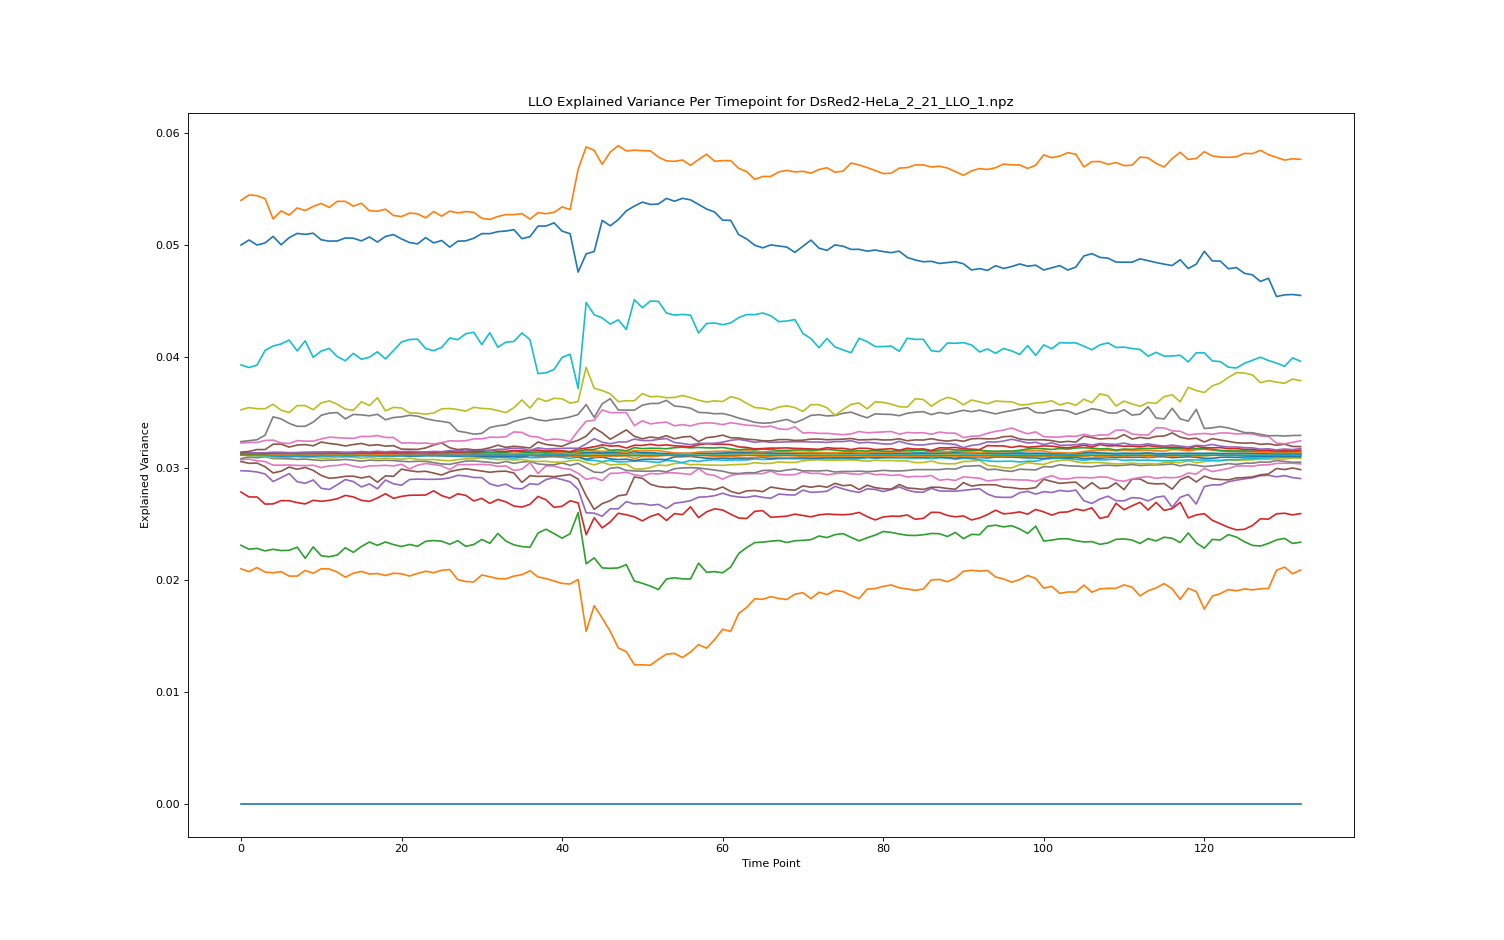 LLO Explained Variance Per Timepoint for DsRed2-HeLa_2_21_LLO_1.npz
0.06
0.05
0.04
0.03
0.02
0.01
0.00
Explained Variance
0 20 40 60 80 100 120
Time Point